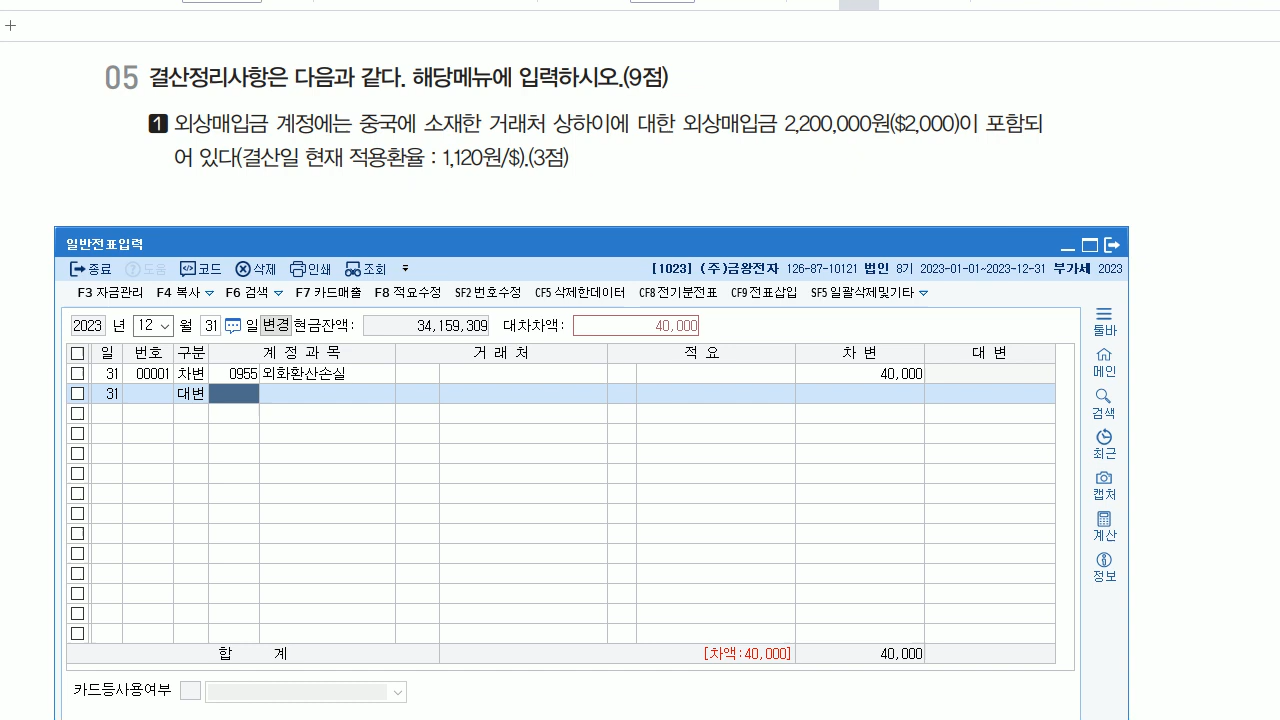 05 결산정리사항은 다음과 같다. 해당메뉴에 입력하시오.(9점)
1 외상매입금 계정에는 중국에 소재한 거래처 상하이에 대한 외상매입금 2,200,000원($2,000)이 포함되
어 있다(결산일 현재 적용환율 : 1,120원/$).(3점)
일반전표입력
종료 도움 코드 삭제 인쇄 조회 [1023] (주)금왕전자 126-87-10121 법인 8기 2023-01-01~2023-12-31 부가세 2023
F3 자금관리 F4 복사 F6 검색 F7 카드매출 F8 적요수정 SF2 번호수정 CF5 삭제한데이터 CF8 전기분전표 CF9 전표삽입 SF5 일괄삭제및기타
2023 년 12 월 31 일 변경 현금잔액: 34,159,309 대차차액: 40,000
일 번호 구분 계 정 과 목 거 래 처 적 요 차 변 대 변
31 00001 차변 0955 외화환산손실 40,000
31 대변
합 계 [차액:40,000] 40,000
카드등사용여부
툴바
메인
검색
최근
캡처
계산
정보